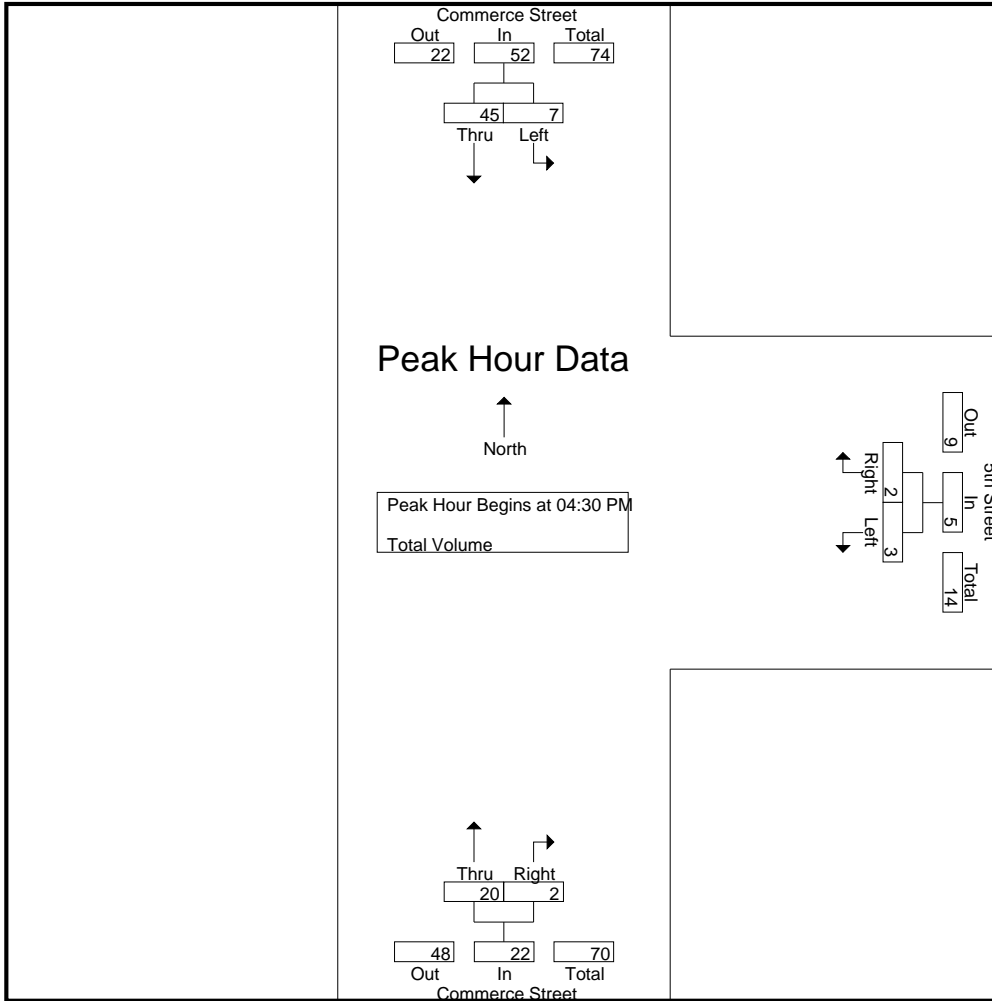 Commerce Street
Out In Total
22 52 74
45 7
Thru Left
Peak Hour Data
North
Peak Hour Begins at 04:30 PM
Total Volume
5th Street
Out In Total
9 5 14
2 3
Right Left
Thru Right
20 2
48 22 70
Out In Total
Commerce Street